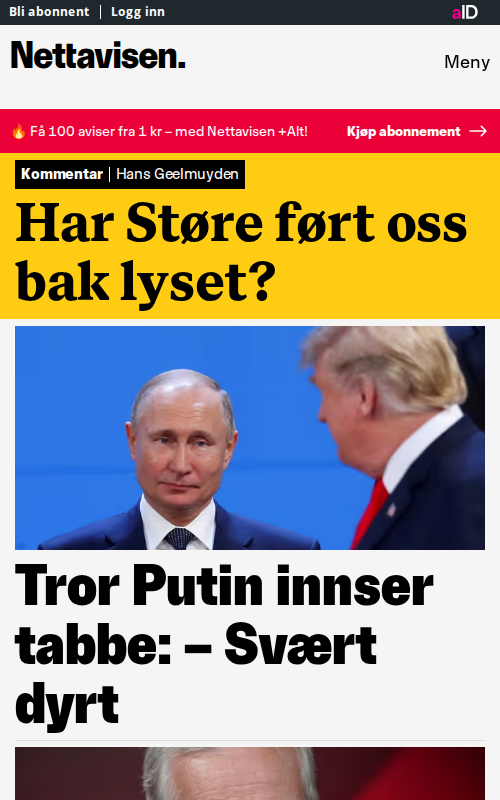 Bli abonnent | Logg inn
aID
Nettavisen.
Meny
🔥 Få 100 aviser fra 1 kr – med Nettavisen +Alt!
Kjøp abonnement →
Kommentar | Hans Geelmuyden
Har Støre ført oss
bak lyset?
Tror Putin innser
tabbe: – Svært
dyrt